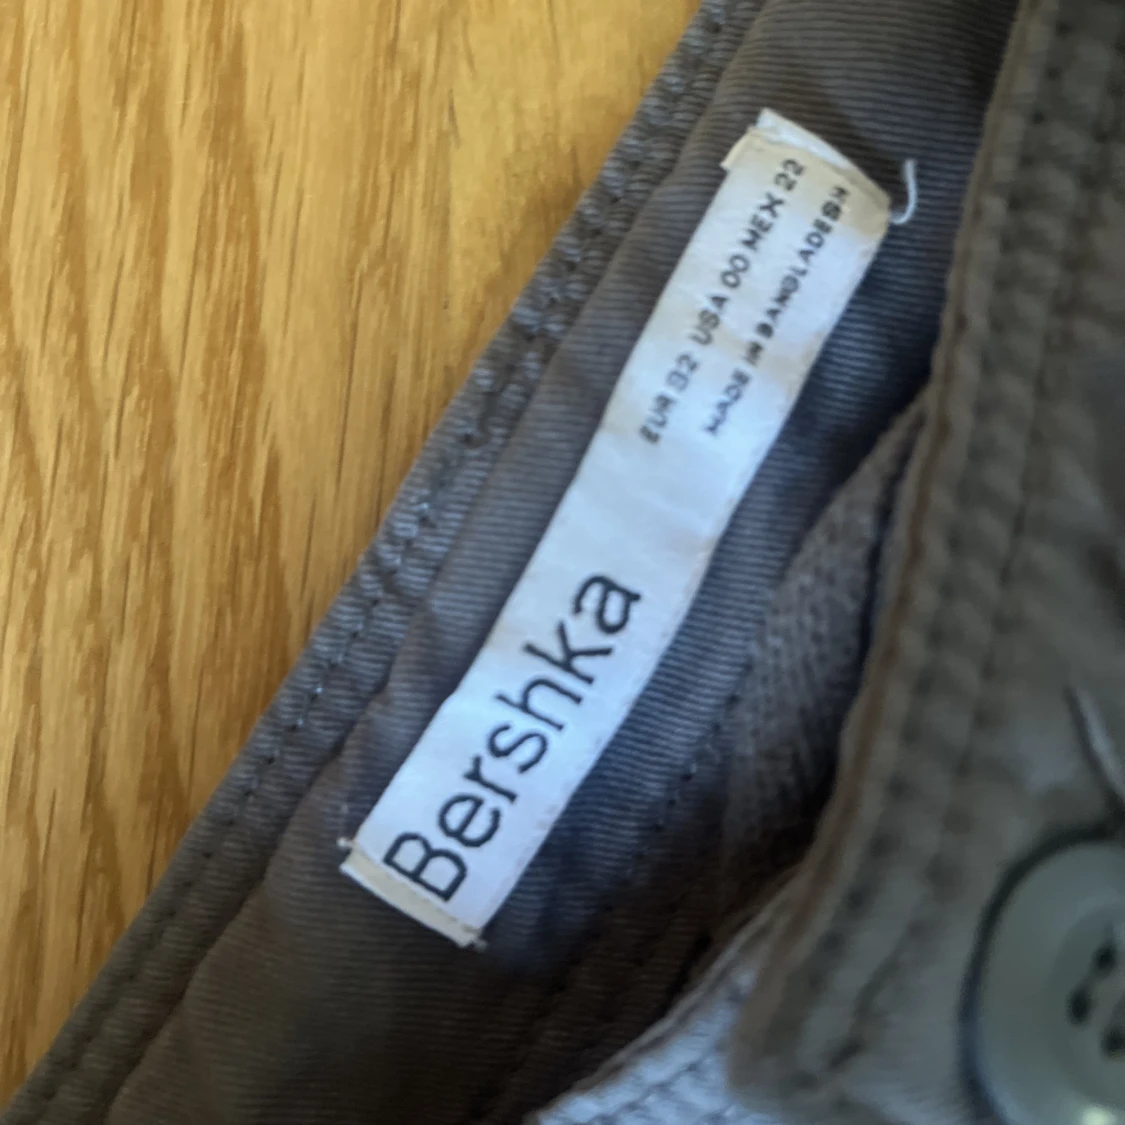 Bershka
EUR 32 USA 00 MEX 22
MADE IN BANGLADESH